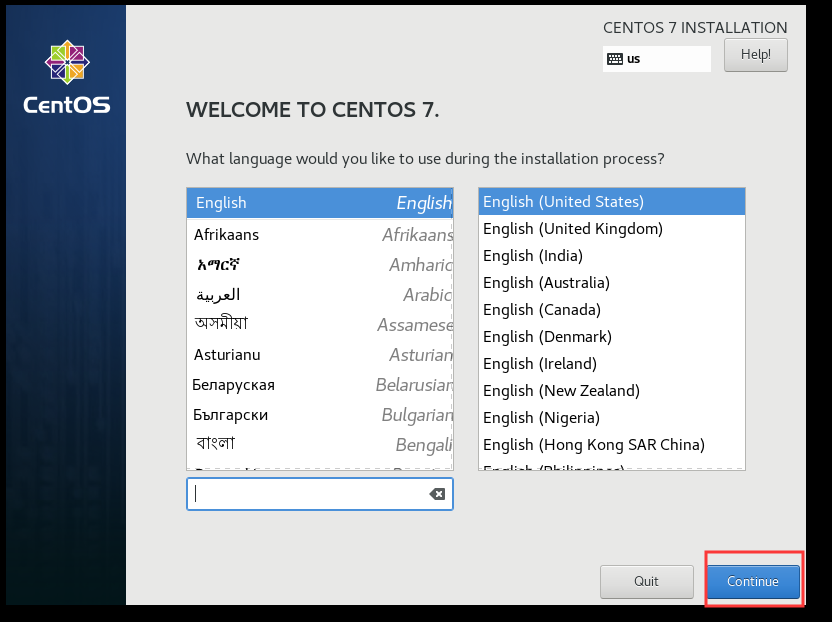 CentOS
CENTOS 7 INSTALLATION
us
Help!
WELCOME TO CENTOS 7.
What language would you like to use during the installation process?
English English
Afrikaans Afrikaans
አማርኛ Amharic
العربية Arabic
অসমীয়া Assamese
Asturianu Asturian
Беларуская Belarusian
Български Bulgarian
বাংলা Bengali
English (United States)
English (United Kingdom)
English (India)
English (Australia)
English (Canada)
English (Denmark)
English (Ireland)
English (New Zealand)
English (Nigeria)
English (Hong Kong SAR China)
English (Philippines)
Quit
Continue